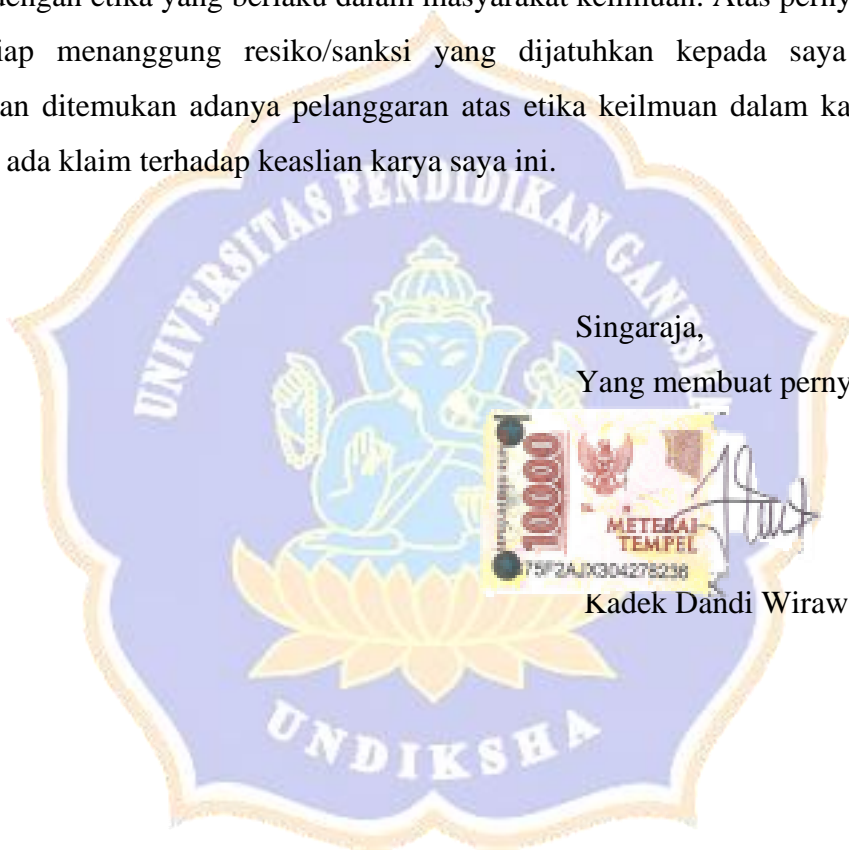 dengan etika yang berlaku dalam masyarakat keilmuan. Atas perny
iap menanggung resiko/sanksi yang dijatuhkan kepada saya
an ditemukan adanya pelanggaran atas etika keilmuan dalam ka
ada klaim terhadap keaslian karya saya ini.
UNIVERSITAS PENDIDIKAN GANESHA
Singaraja,
Yang membuat perny
10000
METERAI
TEMPEL
75F2AJX304278236
Kadek Dandi Wiraw
UNDIKSHA